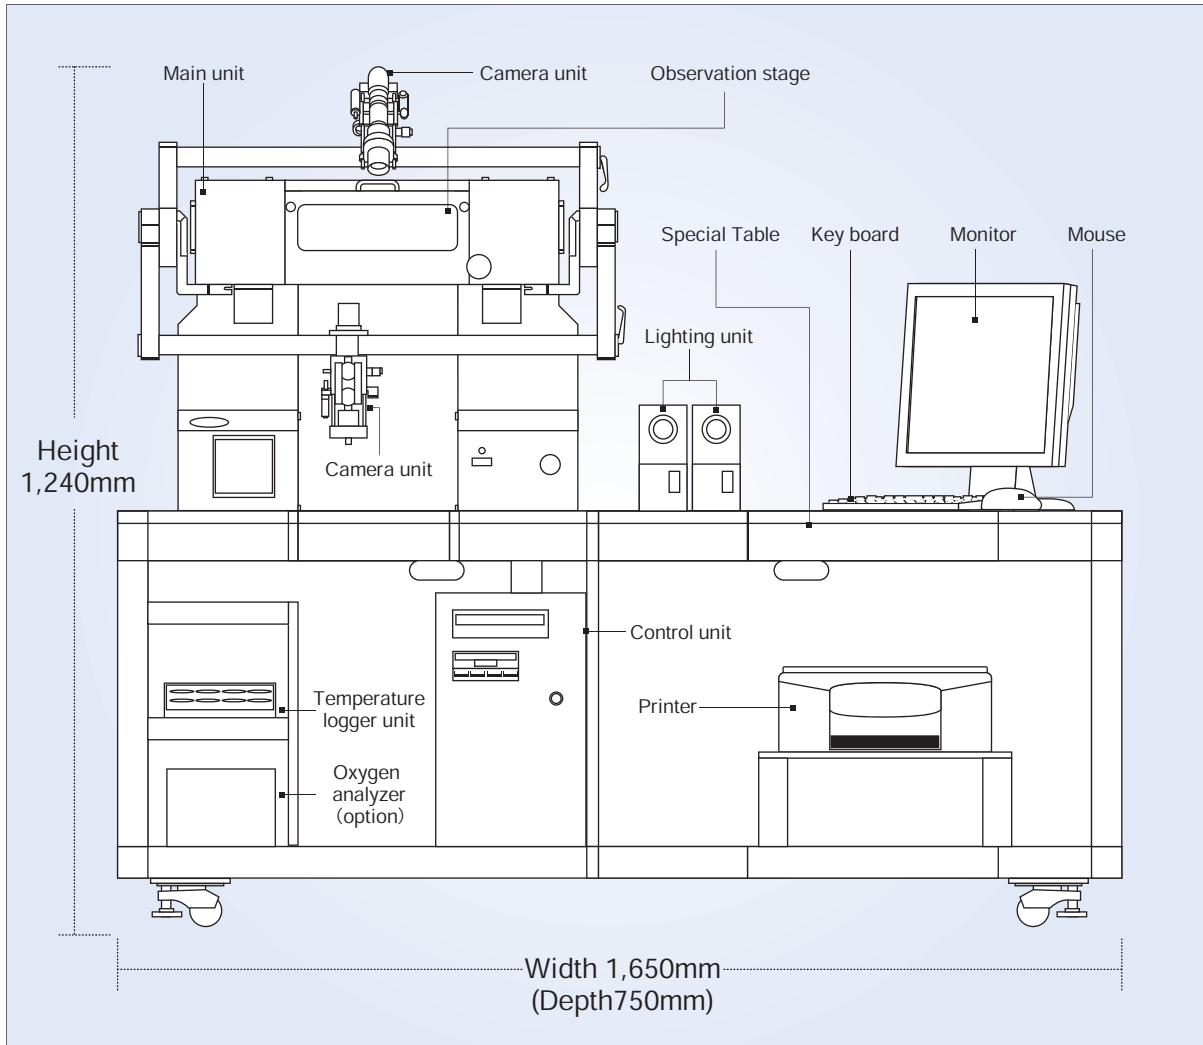 Main unit
Camera unit
Observation stage
Special Table
Key board
Monitor
Mouse
Lighting unit
Height
1,240mm
Camera unit
Control unit
Temperature
logger unit
Printer
Oxygen
analyzer
（option）
Width 1,650mm
(Depth750mm)